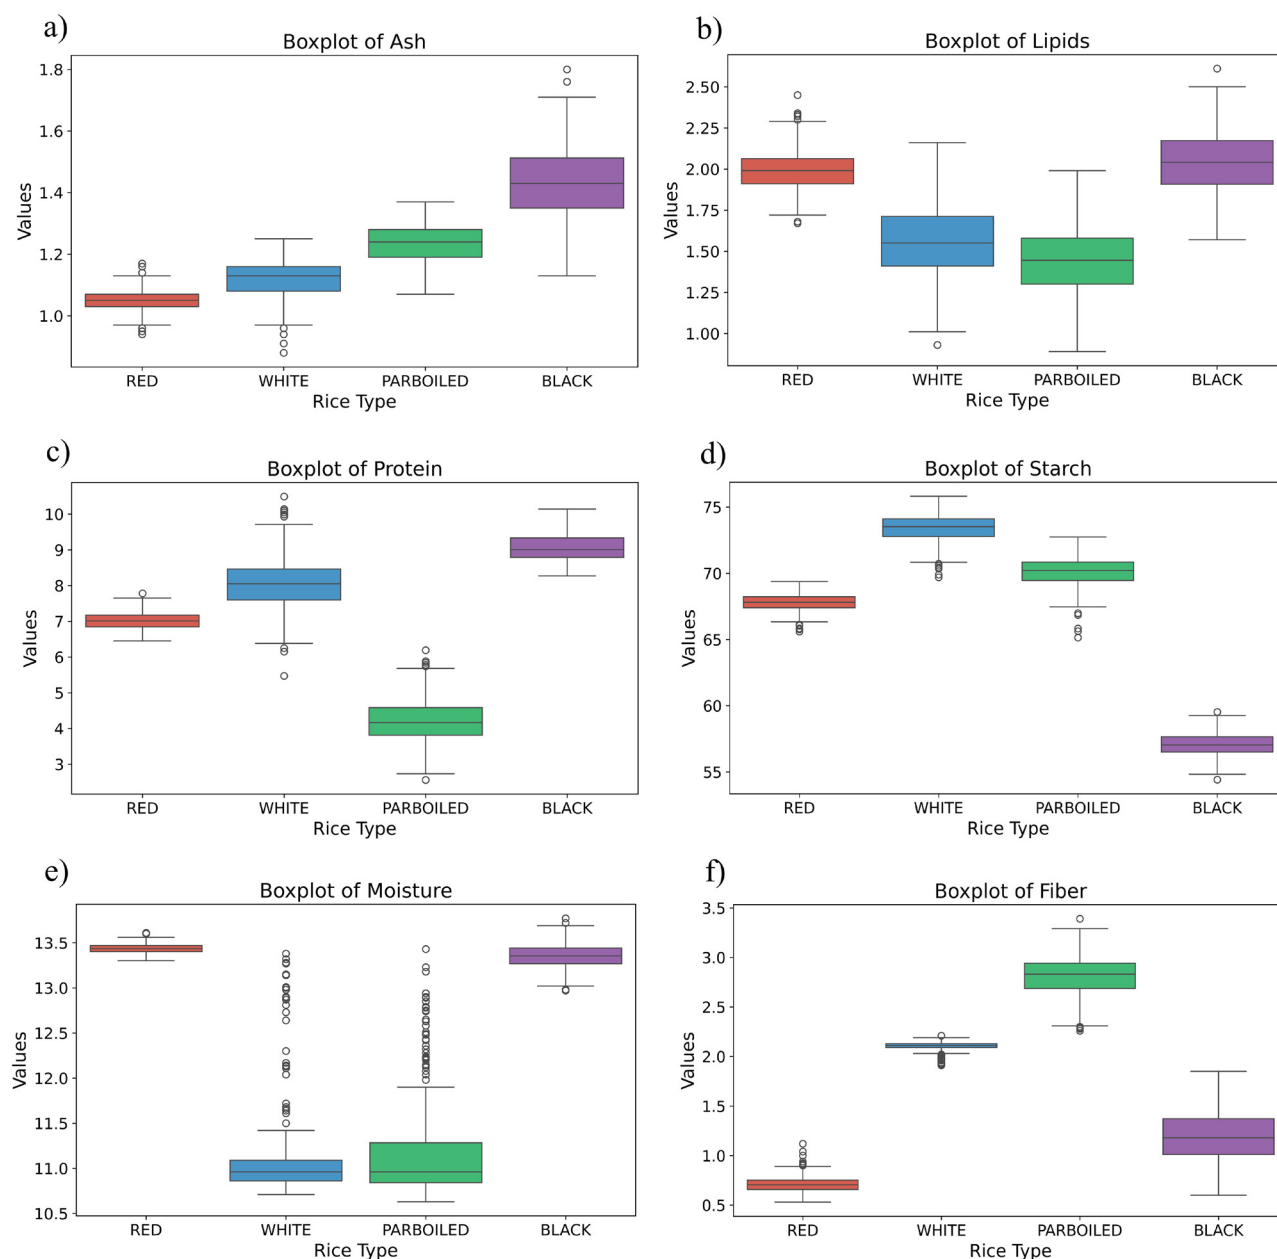 a)
Boxplot of Ash
Values
1.8
1.6
1.4
1.2
1.0
RED WHITE PARBOILED BLACK
Rice Type
b)
Boxplot of Lipids
Values
2.50
2.25
2.00
1.75
1.50
1.25
1.00
RED WHITE PARBOILED BLACK
Rice Type
c)
Boxplot of Protein
Values
10
9
8
7
6
5
4
3
RED WHITE PARBOILED BLACK
Rice Type
d)
Boxplot of Starch
Values
75
70
65
60
55
RED WHITE PARBOILED BLACK
Rice Type
e)
Boxplot of Moisture
Values
13.5
13.0
12.5
12.0
11.5
11.0
10.5
RED WHITE PARBOILED BLACK
Rice Type
f)
Boxplot of Fiber
Values
3.5
3.0
2.5
2.0
1.5
1.0
0.5
RED WHITE PARBOILED BLACK
Rice Type